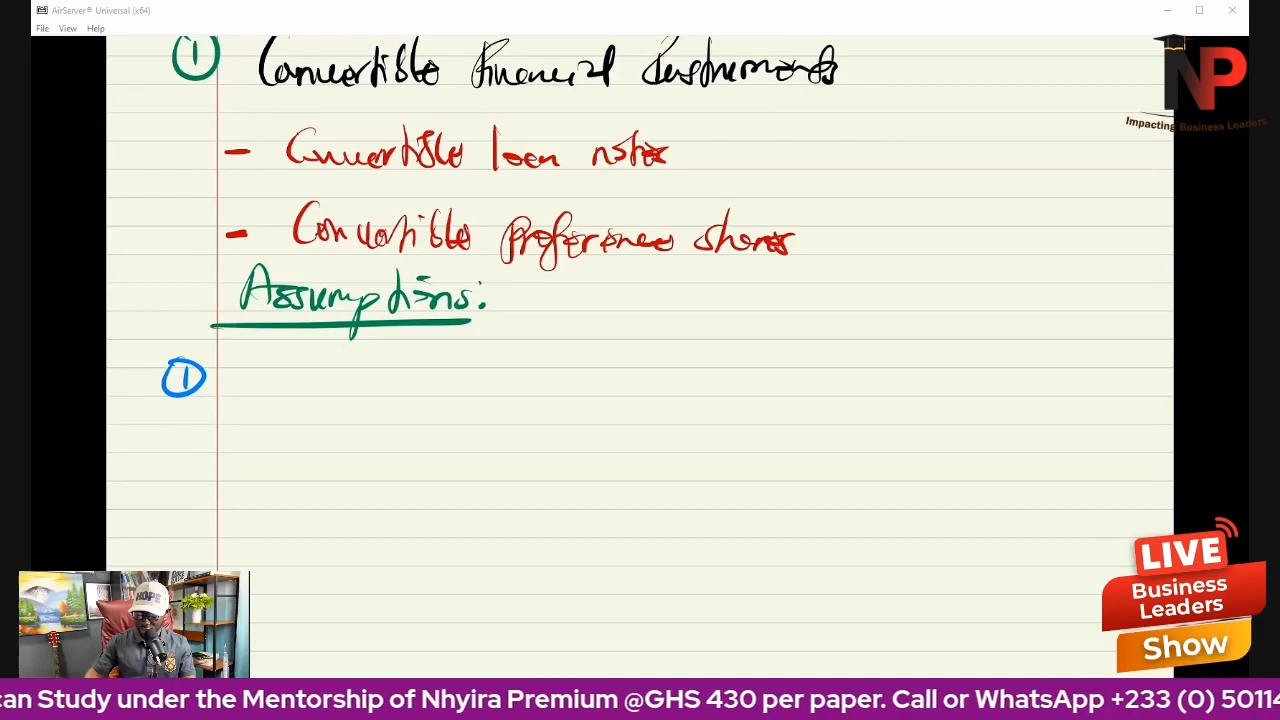 AirServer® Universal (x64)
File View Help
① Convertible Financial Instruments
- Convertible loan notes
- Convertible preference shares
Assumptions:
①
NP
Impacting Business Leaders
HOPE
LIVE
Business
Leaders
Show
can Study under the Mentorship of Nhyira Premium @GHS 430 per paper. Call or WhatsApp +233 (0) 50114